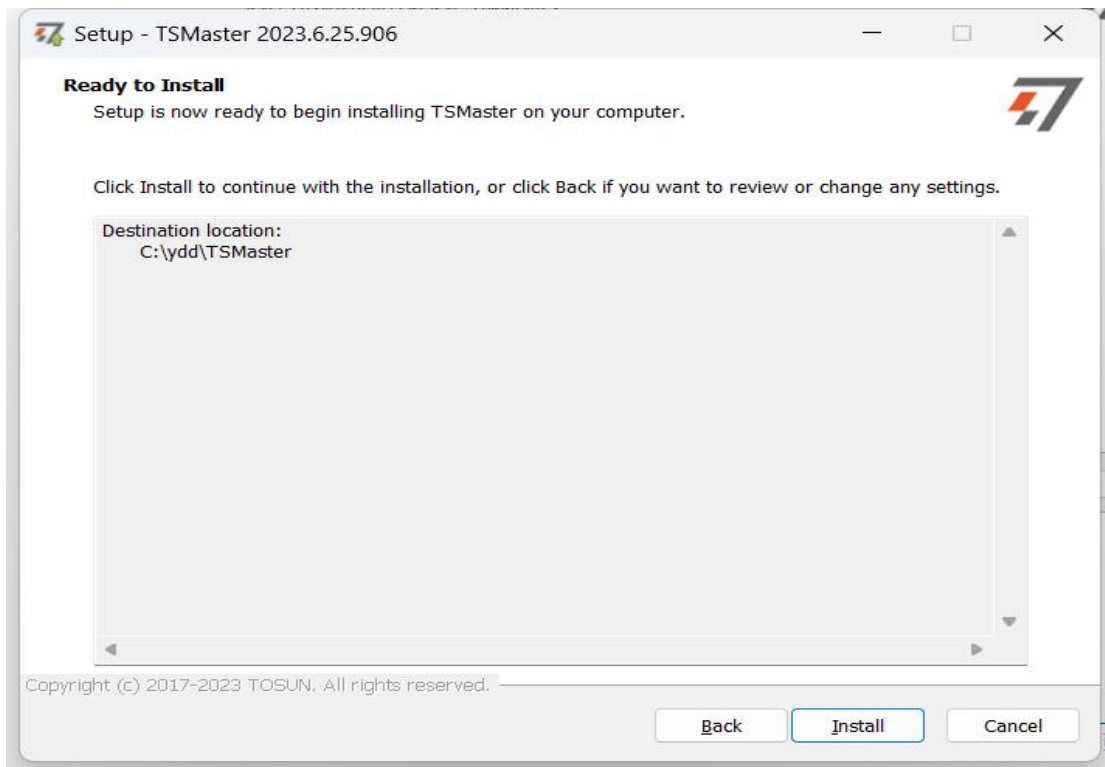 Setup - TSMaster 2023.6.25.906
Ready to Install
Setup is now ready to begin installing TSMaster on your computer.
Click Install to continue with the installation, or click Back if you want to review or change any settings.
Destination location:
C:\ydd\TSMaster
Copyright (c) 2017-2023 TOSUN. All rights reserved.
Back
Install
Cancel